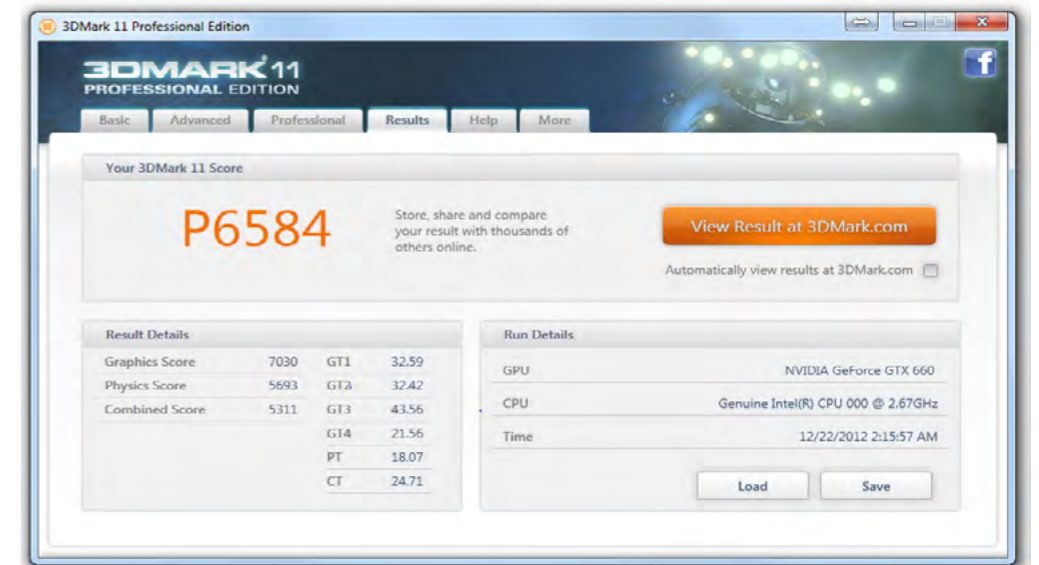 3DMark 11 Professional Edition
3DMARK'11
PROFESSIONAL EDITION
Basic Advanced Professional Results Help More
Your 3DMark 11 Score
P6584
Store, share and compare
your result with thousands of
others online.
View Result at 3DMark.com
Automatically view results at 3DMark.com
Result Details
Graphics Score 7030 GT1 32.59
Physics Score 5693 GT2 32.42
Combined Score 5311 GT3 43.56
GT4 21.56
PT 18.07
CT 24.71
Run Details
GPU NVIDIA GeForce GTX 660
CPU Genuine Intel(R) CPU 000 @ 2.67GHz
Time 12/22/2012 2:15:57 AM
Load Save